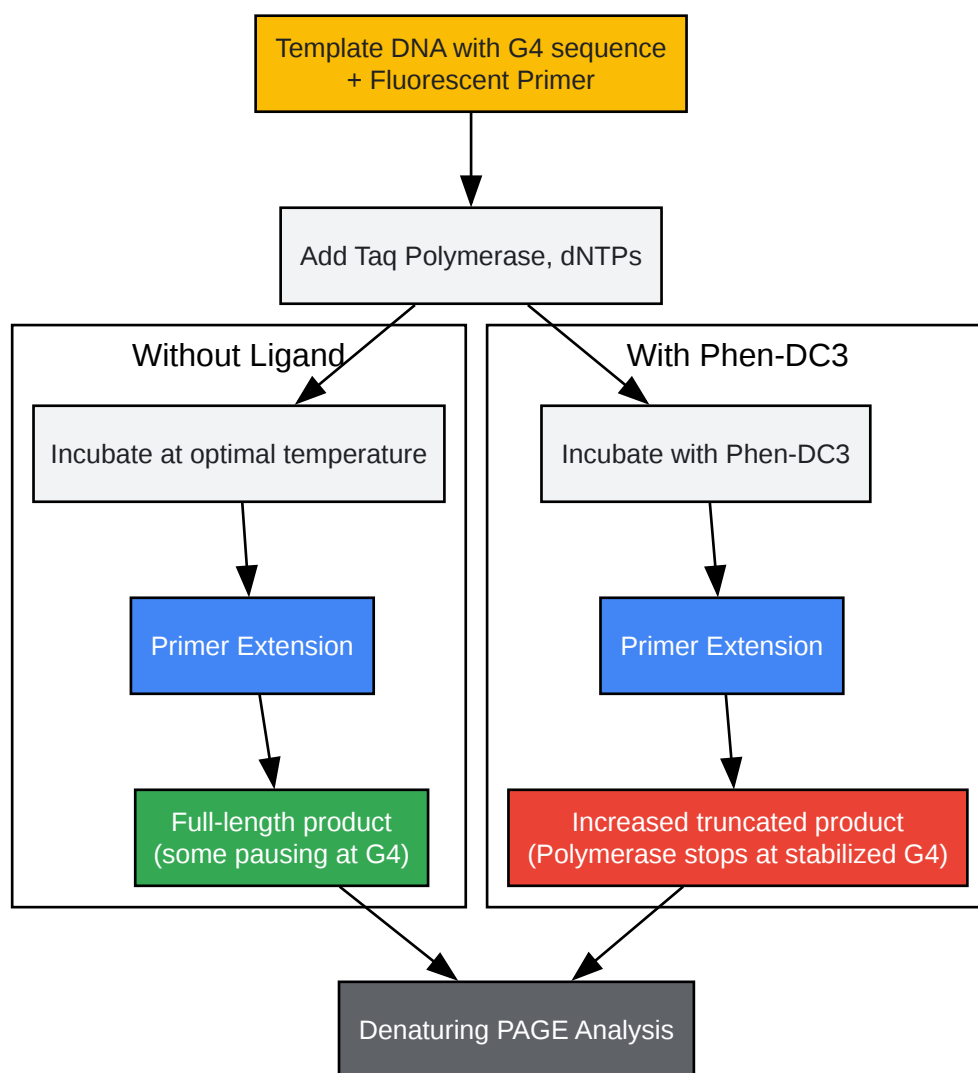 Template DNA with G4 sequence
+ Fluorescent Primer
Add Taq Polymerase, dNTPs
Without Ligand
Incubate at optimal temperature
Primer Extension
Full-length product
(some pausing at G4)
With Phen-DC3
Incubate with Phen-DC3
Primer Extension
Increased truncated product
(Polymerase stops at stabilized G4)
Denaturing PAGE Analysis